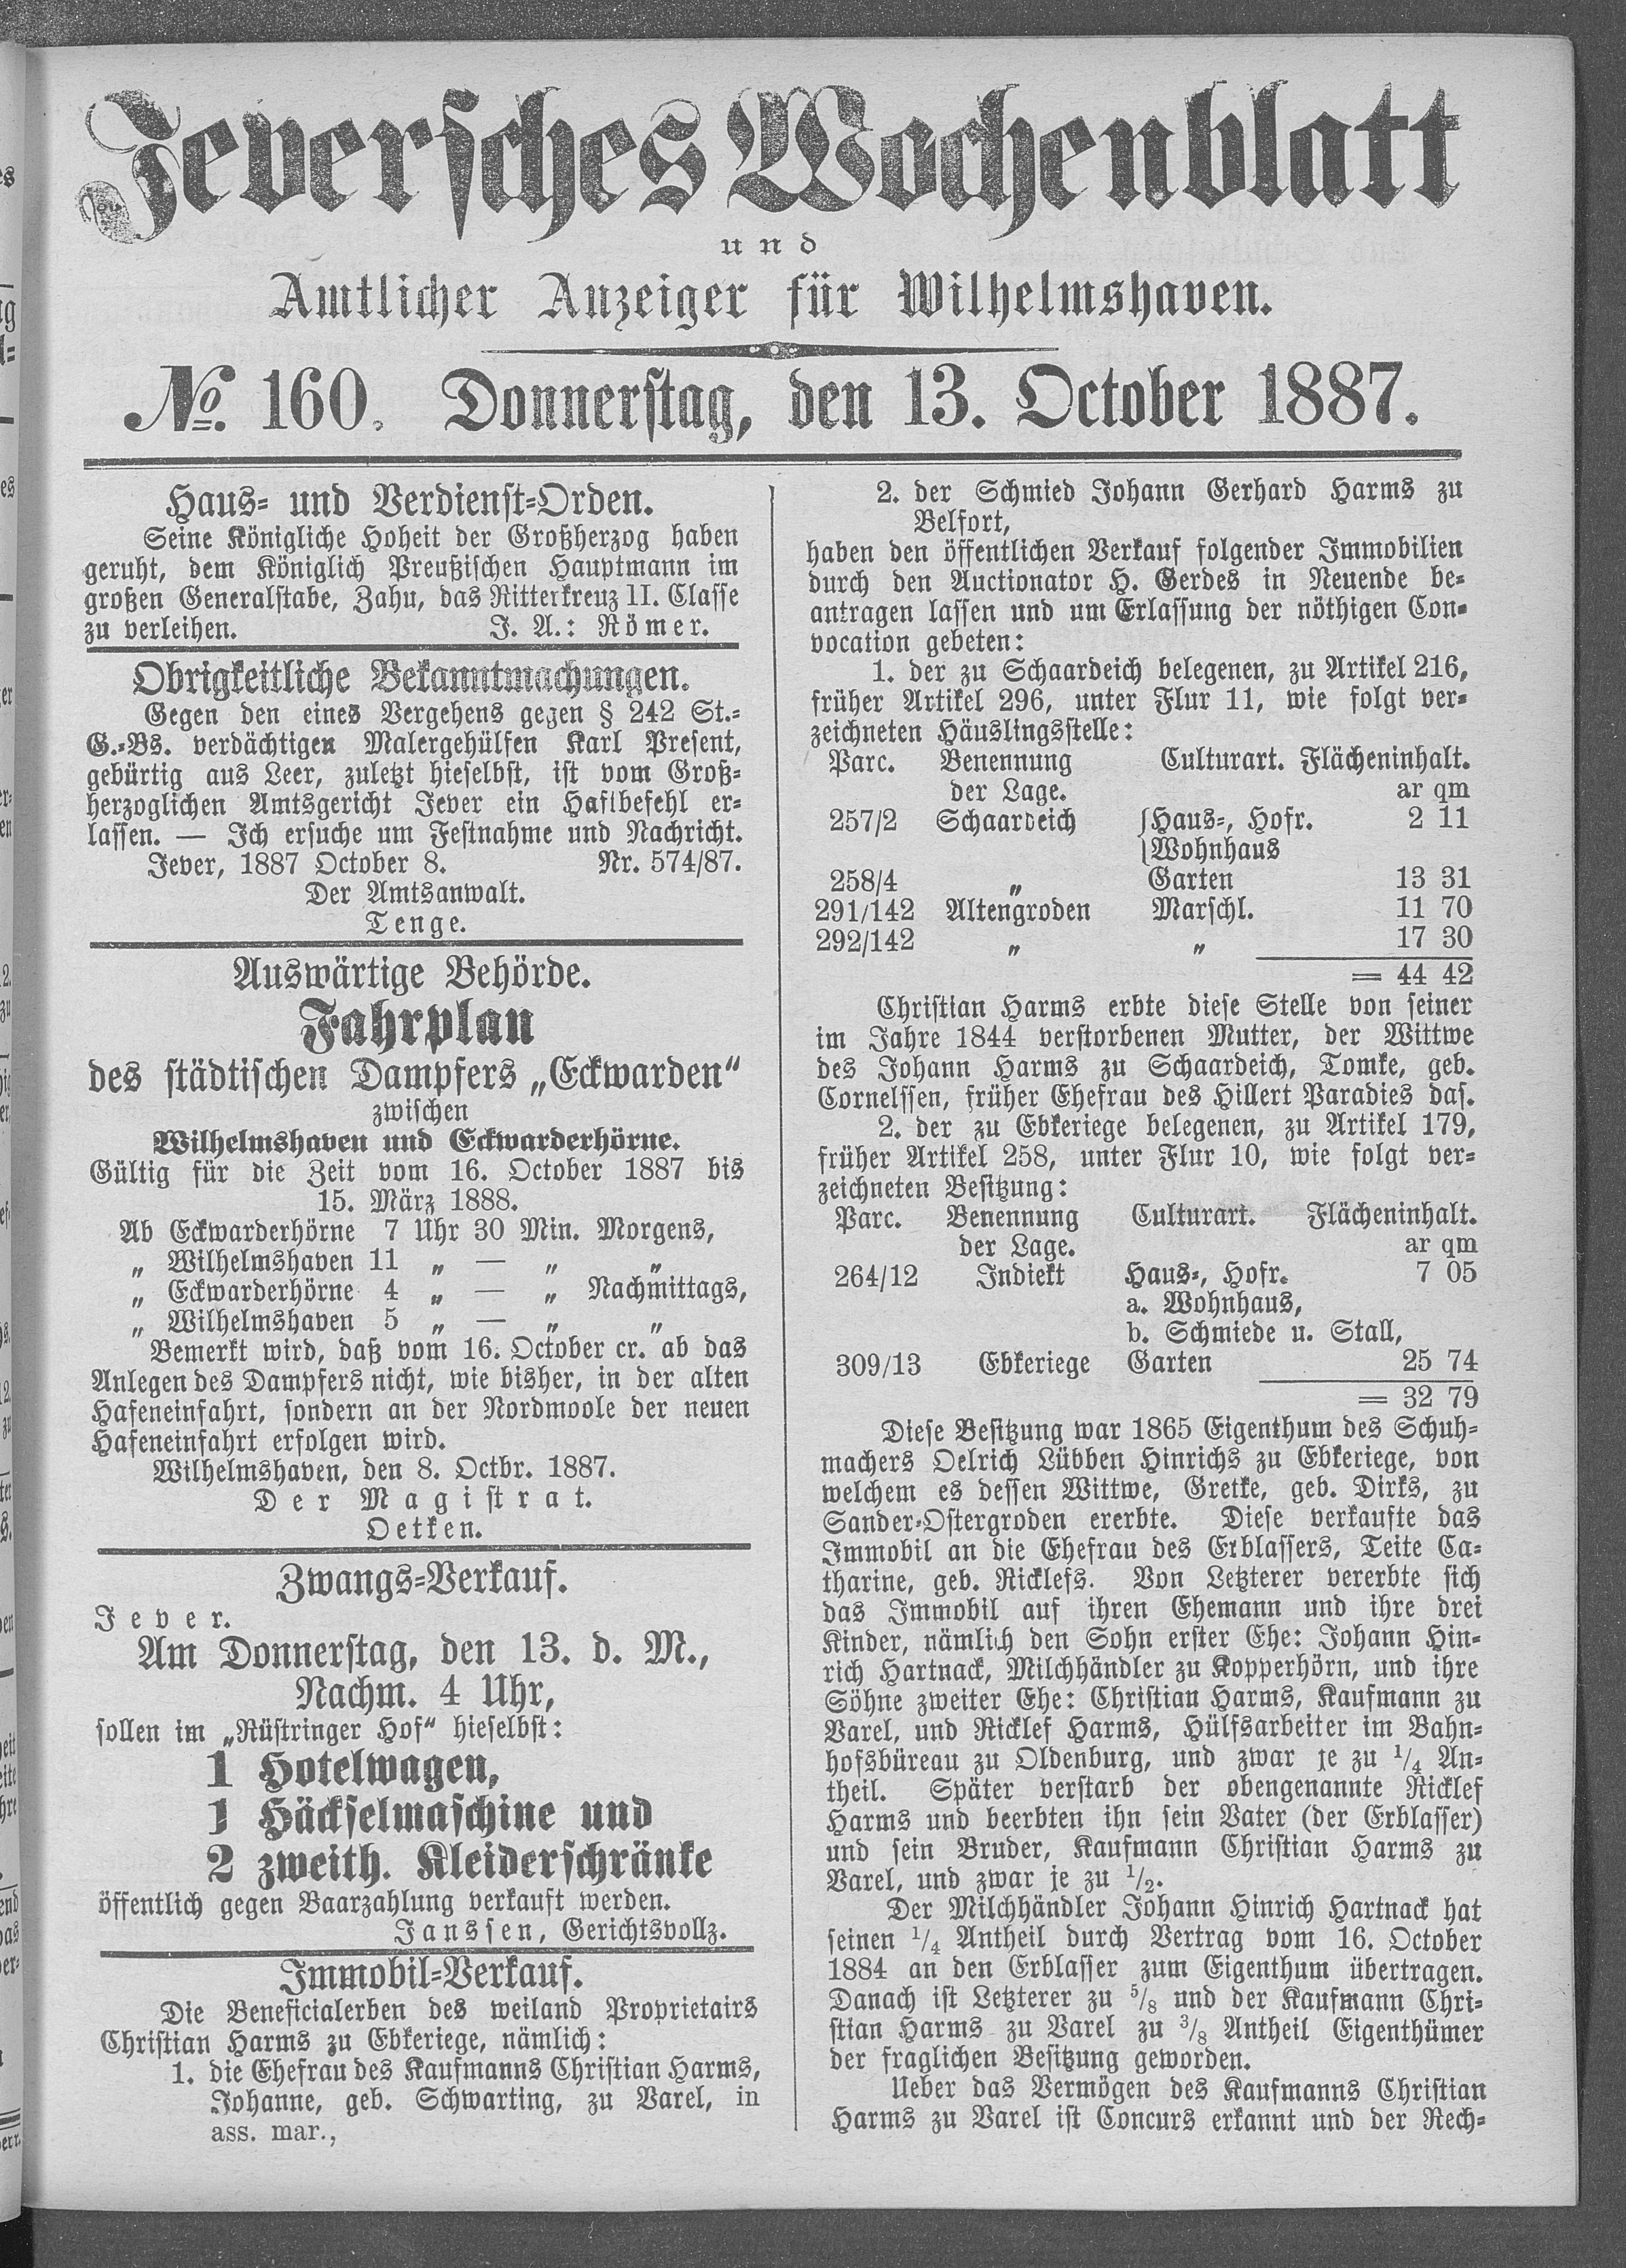 Jeversches Wochenblatt
und
Amtlicher Anzeiger für Wilhelmshaven.
No. 160. Donnerstag, den 13. October 1887.
Haus- und Verdienst-Orden.
Seine Königliche Hoheit der Großherzog haben
geruht, dem Königlich Preußischen Hauptmann im
großen Generalstabe, Zahn, das Ritterkreuz II. Classe
zu verleihen. J. A.: Römer.
Obrigkeitliche Bekanntmachungen.
Gegen den eines Vergehens gegen § 242 St.-
G.-Bs. verdächtigen Malergehülfen Karl Present,
gebürtig aus Leer, zuletzt hieselbst, ist vom Groß-
herzoglichen Amtsgericht Jever ein Haftbefehl er-
lassen. — Ich ersuche um Festnahme und Nachricht.
Jever, 1887 October 8. Nr. 574/87.
Der Amtsanwalt.
Tenge.
Auswärtige Behörde.
Fahrplan
des städtischen Dampfers „Eckwarden“
zwischen
Wilhelmshaven und Eckwarderhörne.
Gültig für die Zeit vom 16. October 1887 bis
15. März 1888.
Ab Eckwarderhörne 7 Uhr 30 Min. Morgens,
„ Wilhelmshaven 11 „ — „ „
„ Eckwarderhörne 4 „ — „ Nachmittags,
„ Wilhelmshaven 5 „ — „ „
Bemerkt wird, daß vom 16. October cr. ab das
Anlegen des Dampfers nicht, wie bisher, in der alten
Hafeneinfahrt, sondern an der Nordmoole der neuen
Hafeneinfahrt erfolgen wird.
Wilhelmshaven, den 8. Octbr. 1887.
Der Magistrat.
Oetken.
Zwangs-Verkauf.
Jever.
Am Donnerstag, den 13. d. M.,
Nachm. 4 Uhr,
sollen im „Rüstringer Hof“ hieselbst:
1 Hotelwagen,
1 Häckselmaschine und
2 zweith. Kleiderschränke
öffentlich gegen Baarzahlung verkauft werden.
Janssen, Gerichtsvollz.
Immobil-Verkauf.
Die Beneficialerben des weiland Proprietairs
Christian Harms zu Ebkeriege, nämlich:
1. die Ehefrau des Kaufmanns Christian Harms,
Johanne, geb. Schwarting, zu Varel, in
ass. mar.,
2. der Schmied Johann Gerhard Harms zu
Belfort,
haben den öffentlichen Verkauf folgender Immobilien
durch den Auctionator H. Gerdes in Neuende be-
antragen lassen und um Erlassung der nöthigen Con-
vocation gebeten:
1. der zu Schaardeich belegenen, zu Artikel 216,
früher Artikel 296, unter Flur 11, wie folgt ver-
zeichneten Häuslingsstelle:
Parc. Benennung Culturart. Flächeninhalt.
der Lage. ar qm
257/2 Schaardeich {Haus-, Hofr. 2 11
{Wohnhaus
258/4 „ Garten 13 31
291/142 Altengroden Marschl. 11 70
292/142 „ „ 17 30
= 44 42
Christian Harms erbte diese Stelle von seiner
im Jahre 1844 verstorbenen Mutter, der Wittwe
des Johann Harms zu Schaardeich, Tomke, geb.
Cornelssen, früher Ehefrau des Hillert Paradies das.
2. der zu Ebkeriege belegenen, zu Artikel 179,
früher Artikel 258, unter Flur 10, wie folgt ver-
zeichneten Besitzung:
Parc. Benennung Culturart. Flächeninhalt.
der Lage. ar qm
264/12 Indiekt Haus-, Hofr. 7 05
a. Wohnhaus,
b. Schmiede u. Stall,
309/13 Ebkeriege Garten 25 74
= 32 79
Diese Besitzung war 1865 Eigenthum des Schuh-
machers Oelrich Lübben Hinrichs zu Ebkeriege, von
welchem es dessen Wittwe, Gretke, geb. Dirks, zu
Sander-Ostergroden ererbte. Diese verkaufte das
Immobil an die Ehefrau des Erblassers, Teite Ca-
tharine, geb. Ricklefs. Von Letzterer vererbte sich
das Immobil auf ihren Ehemann und ihre drei
Kinder, nämlich den Sohn erster Ehe: Johann Hin-
rich Hartnack, Milchhändler zu Kopperhörn, und ihre
Söhne zweiter Ehe: Christian Harms, Kaufmann zu
Varel, und Ricklef Harms, Hülfsarbeiter im Bahn-
hofsbüreau zu Oldenburg, und zwar je zu 1/4 An-
theil. Später verstarb der obengenannte Ricklef
Harms und beerbten ihn sein Vater (der Erblasser)
und sein Bruder, Kaufmann Christian Harms zu
Varel, und zwar je zu 1/2.
Der Milchhändler Johann Hinrich Hartnack hat
seinen 1/4 Antheil durch Vertrag vom 16. October
1884 an den Erblasser zum Eigenthum übertragen.
Danach ist Letzterer zu 5/8 und der Kaufmann Chri-
stian Harms zu Varel zu 3/8 Antheil Eigenthümer
der fraglichen Besitzung geworden.
Ueber das Vermögen des Kaufmanns Christian
Harms zu Varel ist Concurs erkannt und der Rech-